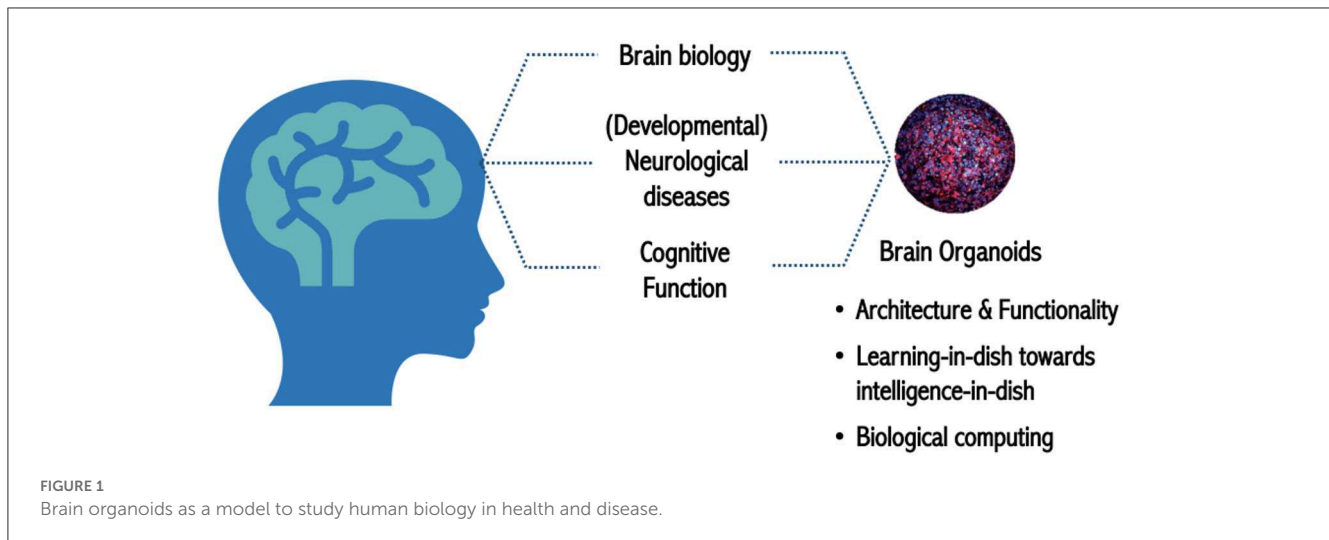 Brain biology
(Developmental)
Neurological
diseases
Cognitive
Function
Brain Organoids
• Architecture & Functionality
• Learning-in-dish towards
intelligence-in-dish
• Biological computing
FIGURE 1
Brain organoids as a model to study human biology in health and disease.